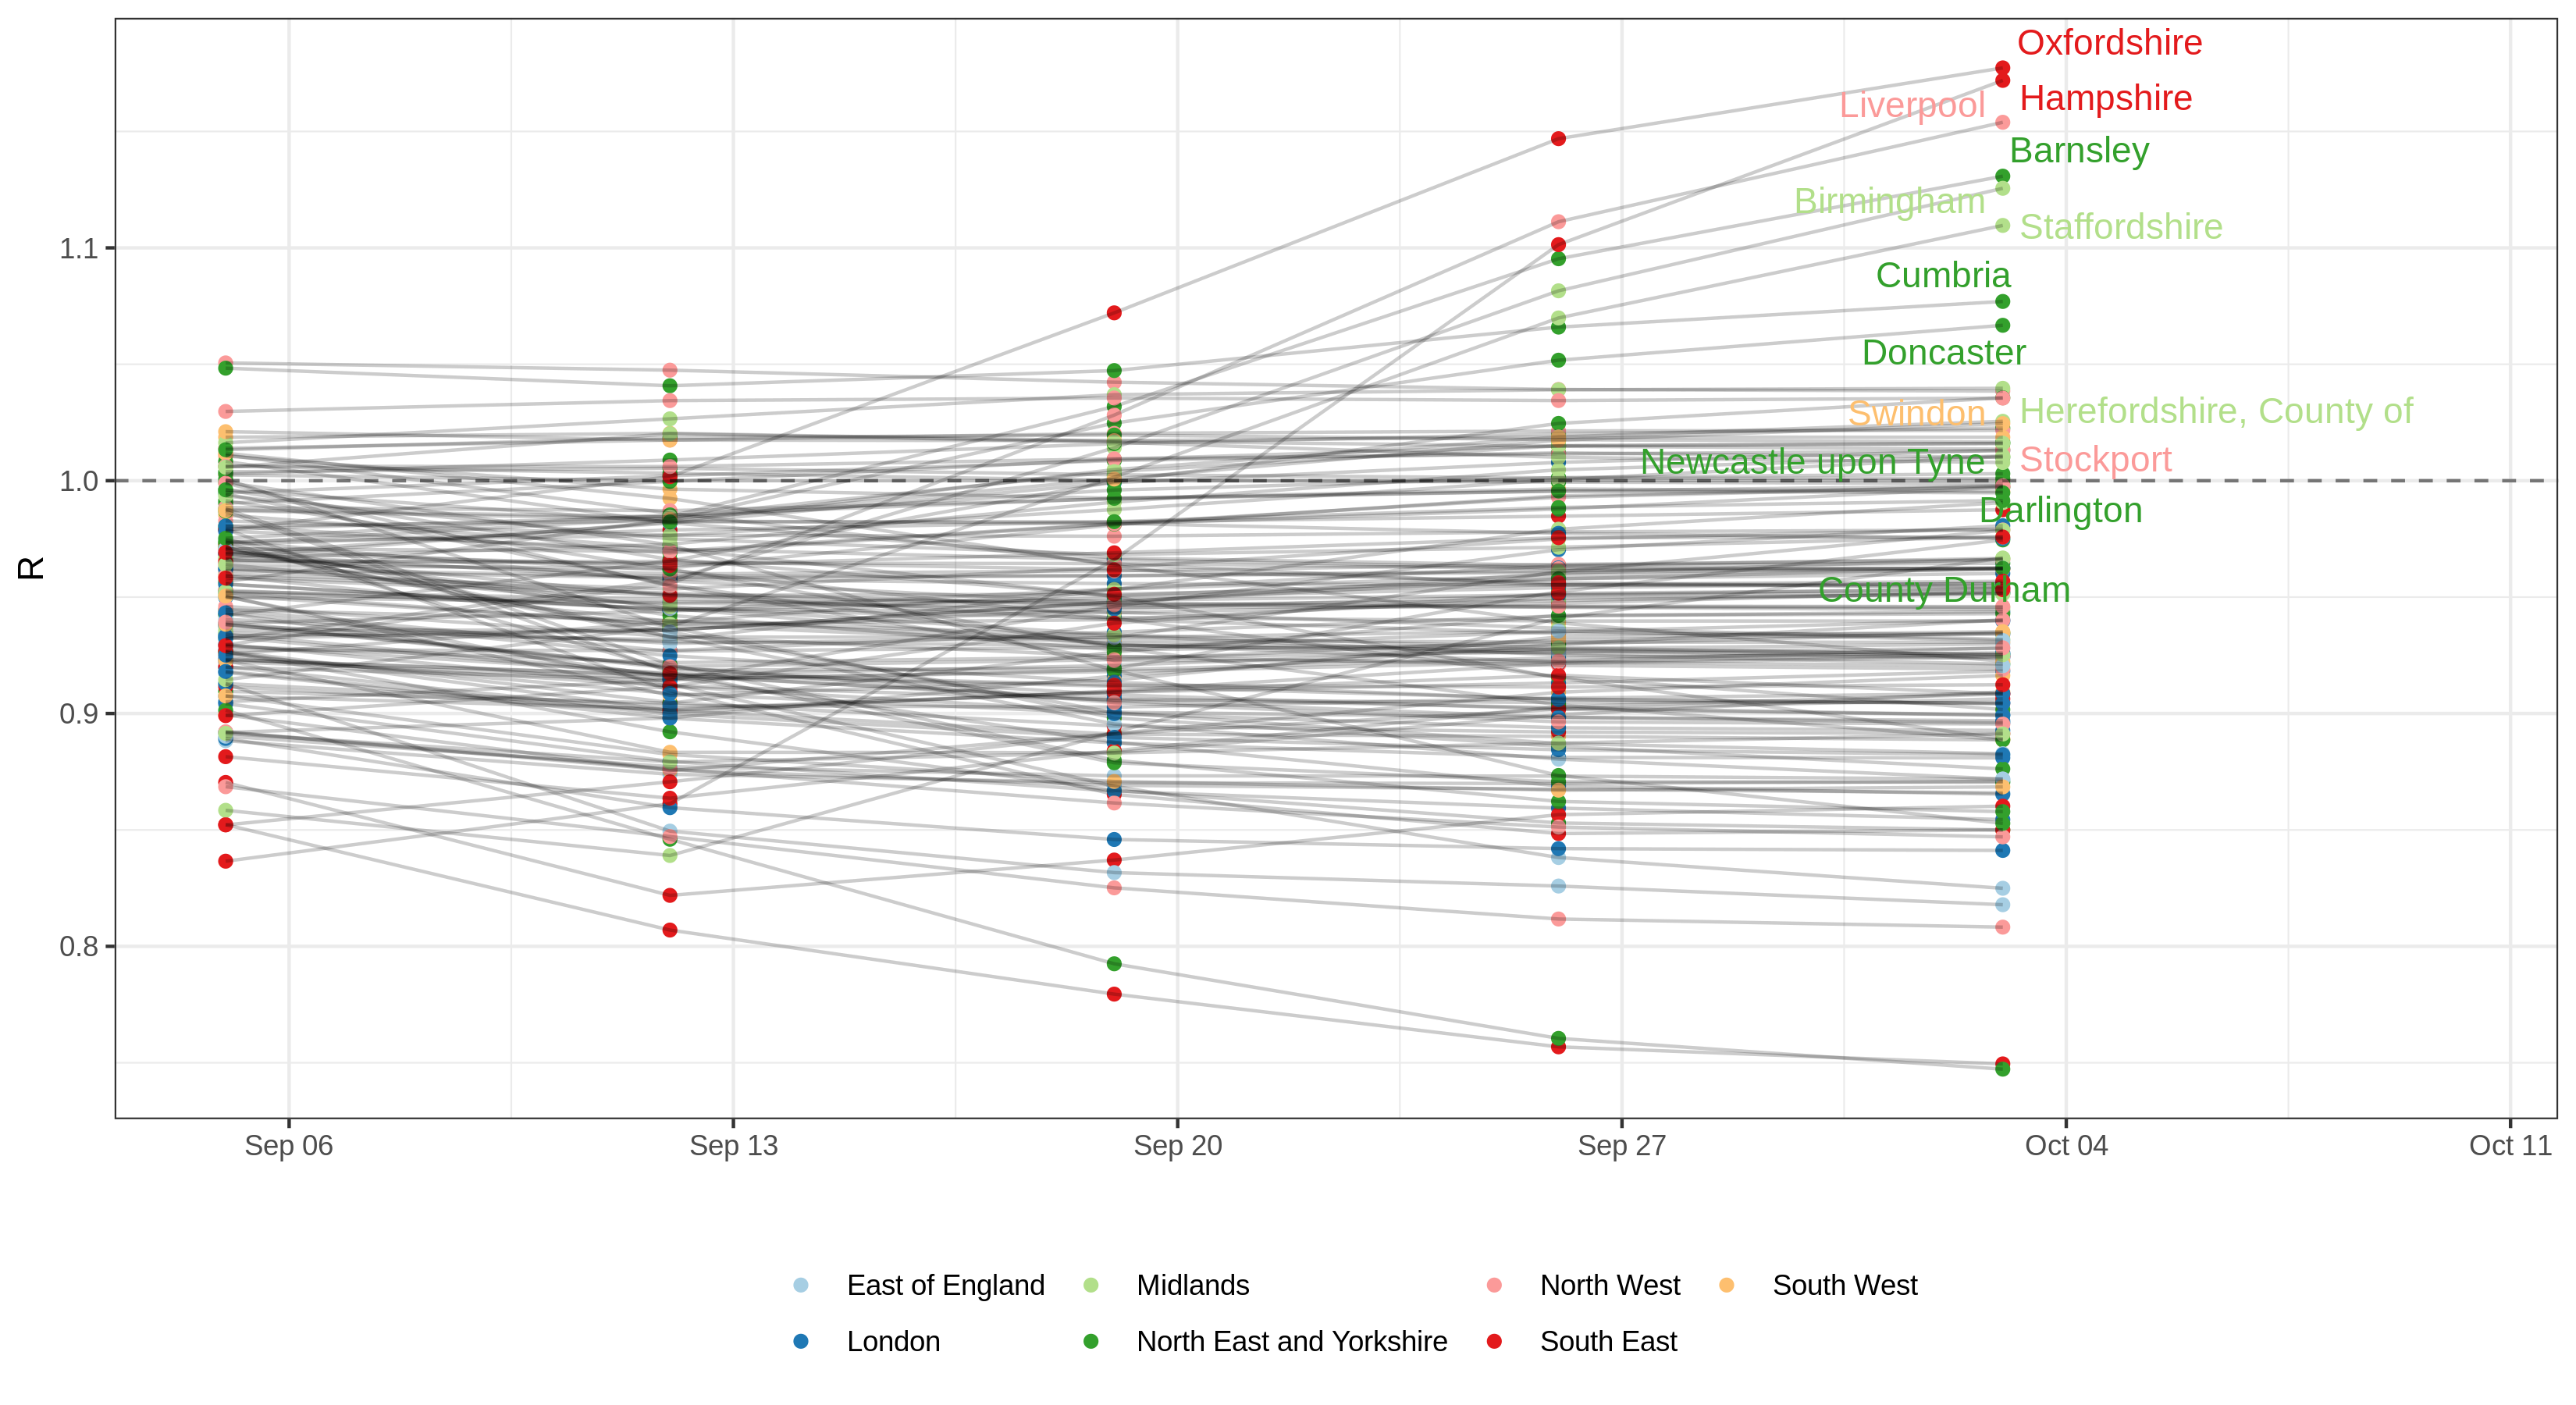 Oxfordshire
Liverpool
Hampshire
Barnsley
Birmingham
Staffordshire
1.1
Cumbria
Doncaster
Swindon
Herefordshire, County of
Newcastle upon Tyne
Stockport
1.0
Darlington
R
County Durham
0.9
0.8
Sep 06 Sep 13 Sep 20 Sep 27 Oct 04 Oct 11
East of England Midlands North West South West
London North East and Yorkshire South East